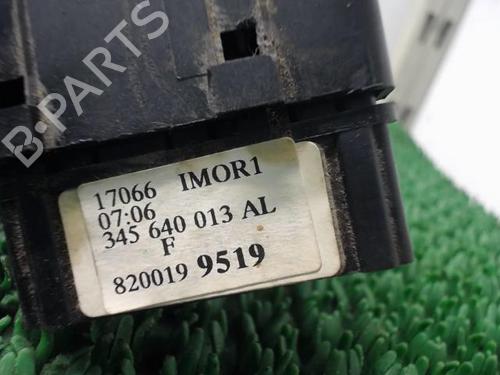 B-PARTS
17066 IMOR1
07:06
345 640 013 AL
F
820019 9519